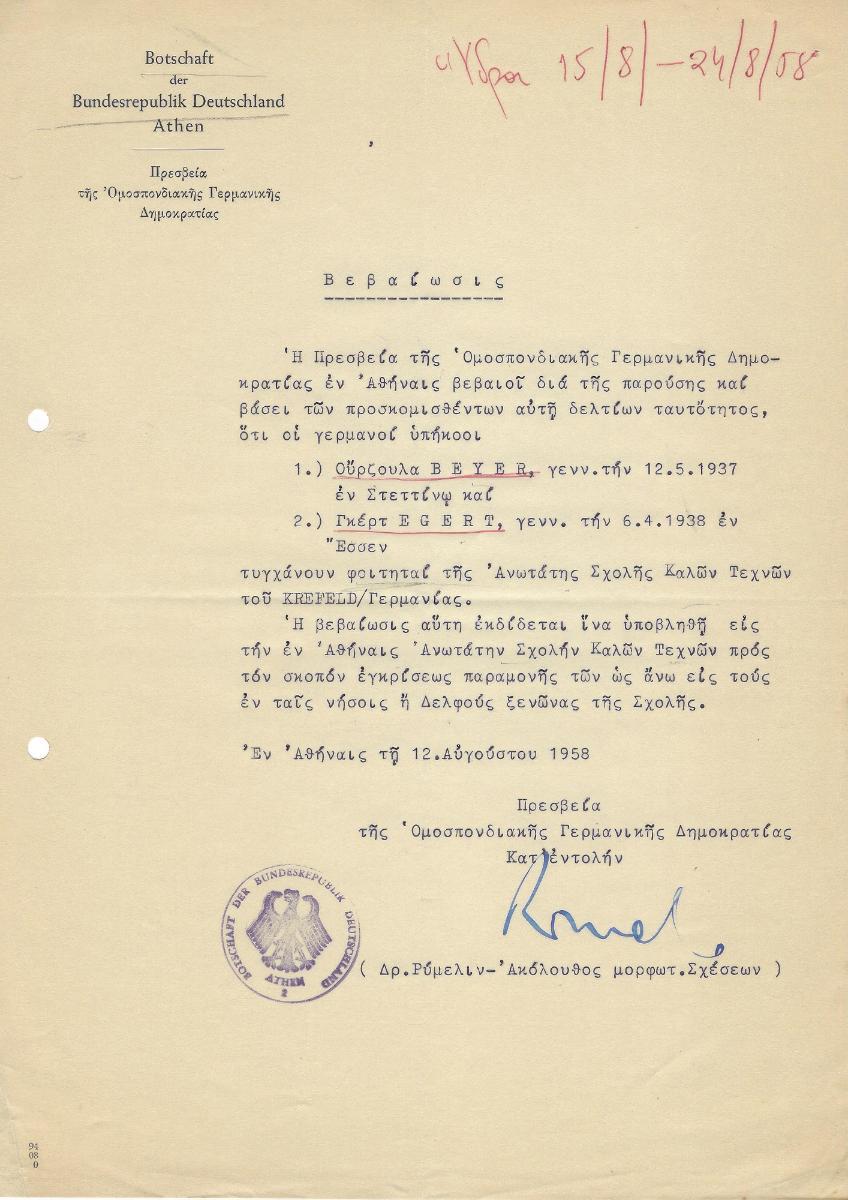 Botschaft
der
Bundesrepublik Deutschland
Athen
Πρεσβεία
τῆς Ὁμοσπονδιακῆς Γερμανικῆς
Δημοκρατίας
Ὕδρα 15/8/-24/8/58
Βεβαίωσις
Ἡ Πρεσβεία τῆς Ὁμοσπονδιακῆς Γερμανικῆς Δημο-
κρατίας ἐν Ἀθήναις βεβαιοῖ διά τῆς παρούσης καί
βάσει τῶν προσκομισθέντων αὐτῇ δελτίων ταυτότητος,
ὅτι οἱ γερμανοί ὑπήκοοι
1.) Οὔρζουλα BEYER, γενν.τήν 12.5.1937
ἐν Στεττίνῳ καί
2.) Γκέρτ EGERT, γενν. τήν 6.4.1938 ἐν
Ἔσσεν
τυγχάνουν φοιτηταί τῆς Ἀνωτάτης Σχολῆς Καλῶν Τεχνῶν
τοῦ KREFELD/Γερμανίας.
Ἡ βεβαίωσις αὕτη ἐκδίδεται ἵνα ὑποβληθῇ εἰς
τήν ἐν Ἀθήναις Ἀνωτάτην Σχολήν Καλῶν Τεχνῶν πρός
τόν σκοπόν ἐγκρίσεως παραμονῆς τῶν ὡς ἄνω εἰς τούς
ἐν ταῖς νήσοις ἤ Δελφούς ξενῶνας τῆς Σχολῆς.
Ἐν Ἀθήναις τῇ 12.Αὐγούστου 1958
Πρεσβεία
τῆς Ὁμοσπονδιακῆς Γερμανικῆς Δημοκρατίας
Κατ'ἐντολήν
BOTSCHAFT DER BUNDESREPUBLIK DEUTSCHLAND
ATHEN
2
( Δρ.Ρύμελιν-Ἀκόλουθος μορφωτ.Σχέσεων )
94
08
0